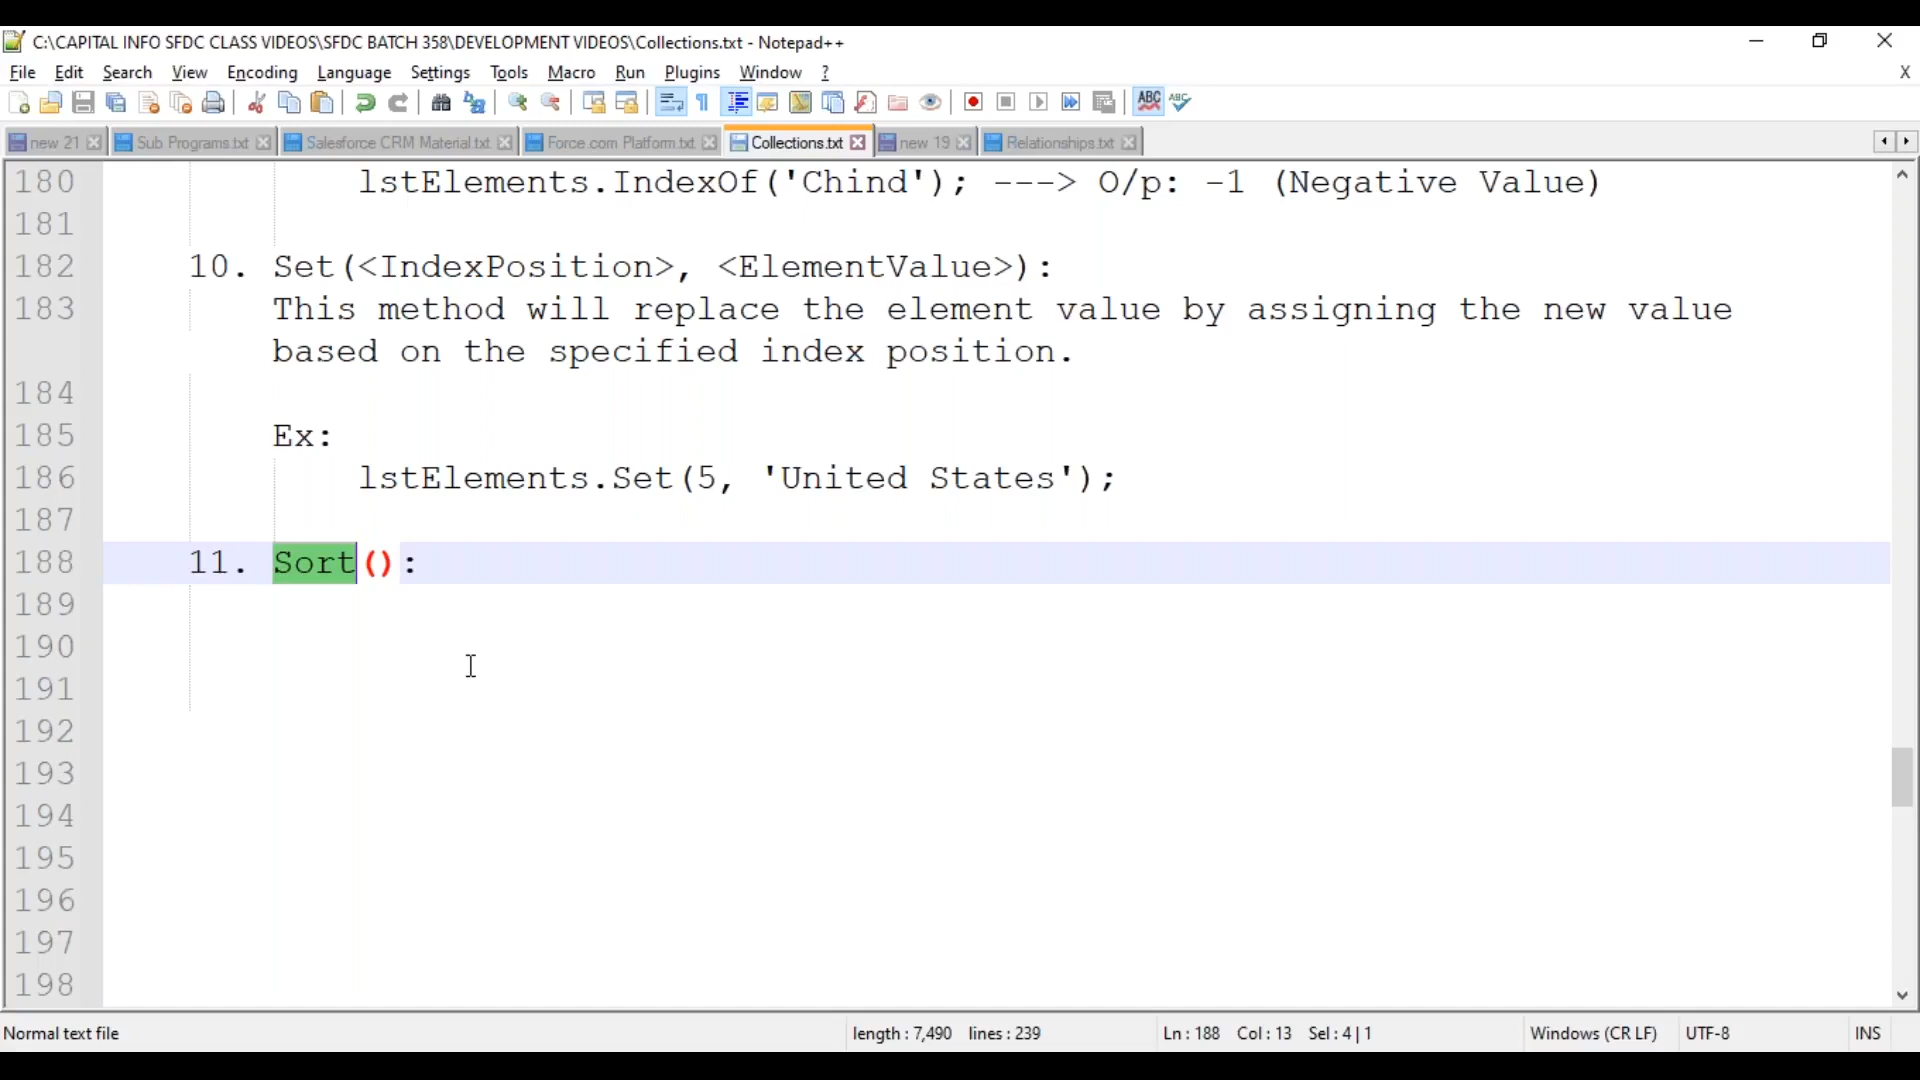 C:\CAPITAL INFO SFDC CLASS VIDEOS\SFDC BATCH 358\DEVELOPMENT VIDEOS\Collections.txt - Notepad++
File Edit Search View Encoding Language Settings Tools Macro Run Plugins Window ? X
new 21 Sub Programs.txt Salesforce CRM Material.txt Force.com Platform.txt Collections.txt new 19 Relationships.txt
180 lstElements.IndexOf('Chind'); ---> O/p: -1 (Negative Value)
181
182 10. Set(<IndexPosition>, <ElementValue>):
183 This method will replace the element value by assigning the new value
based on the specified index position.
184
185 Ex:
186 lstElements.Set(5, 'United States');
187
188 11. Sort():
189
190
191
192
193
194
195
196
197
198
Normal text file length : 7,490 lines : 239 Ln : 188 Col : 13 Sel : 4 | 1 Windows (CR LF) UTF-8 INS